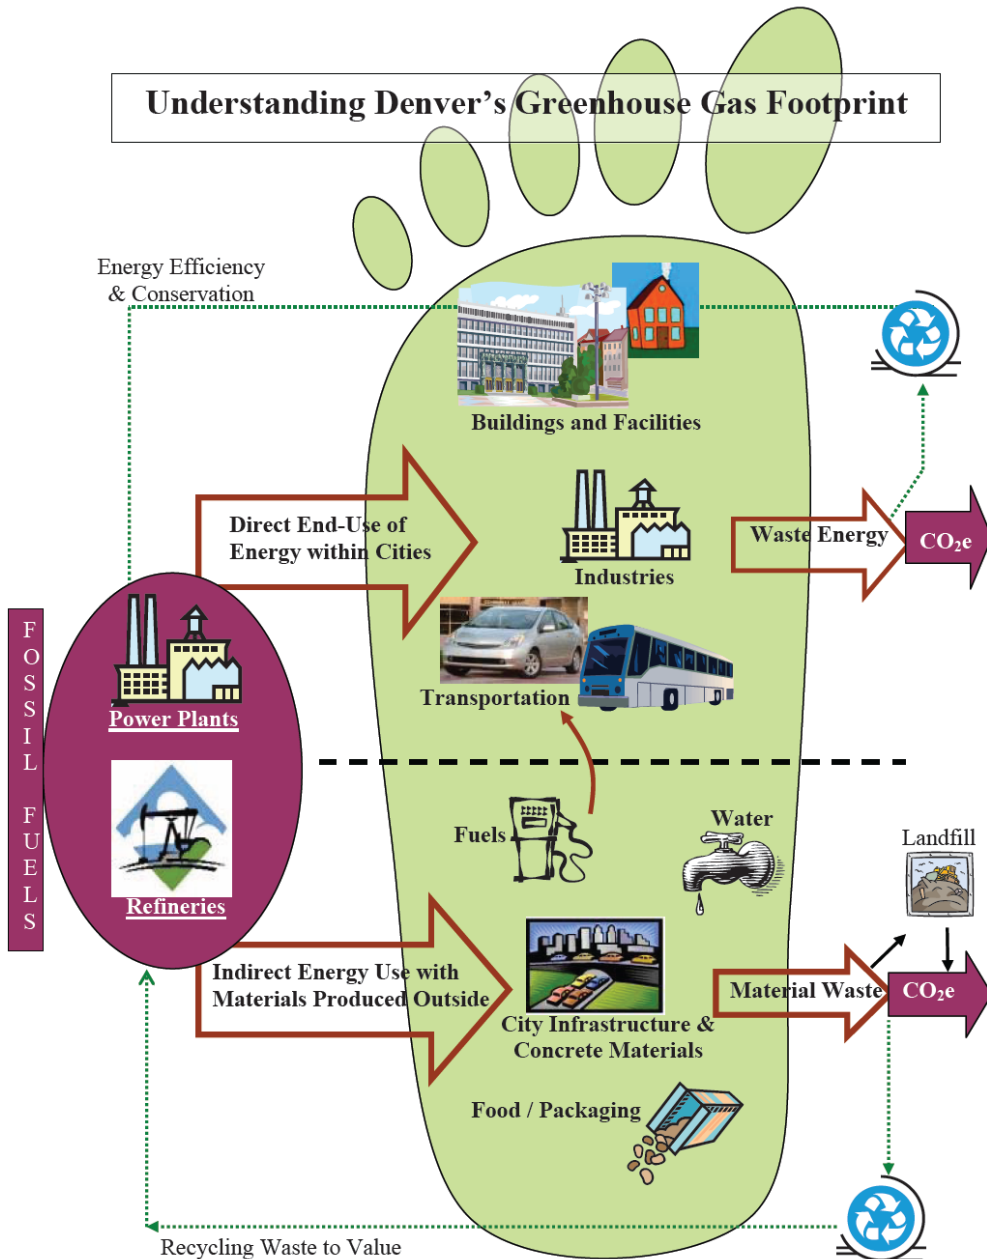 Understanding Denver's Greenhouse Gas Footprint
Energy Efficiency
& Conservation
Buildings and Facilities
Direct End-Use of
Energy within Cities
Industries
Waste Energy
CO₂e
FOSSIL FUELS
Power Plants
Transportation
Refineries
Fuels
Water
Landfill
Indirect Energy Use with
Materials Produced Outside
City Infrastructure &
Concrete Materials
Material Waste
CO₂e
Food / Packaging
Recycling Waste to Value